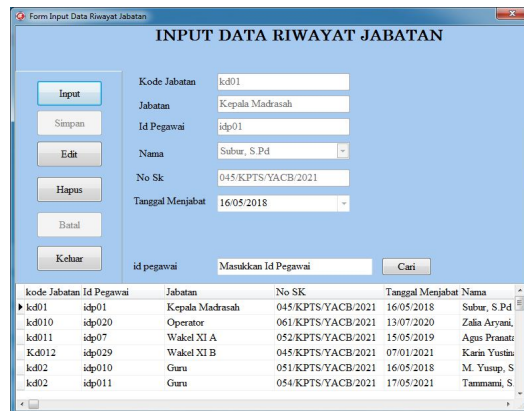 Form Input Data Riwayat Jabatan
INPUT DATA RIWAYAT JABATAN
Input
Simpan
Edit
Hapus
Batal
Keluar
Kode Jabatan kd01
Jabatan Kepala Madrasah
Id Pegawai idp01
Nama Subur, S.Pd
No Sk 045/KPTS/YACB/2021
Tanggal Menjabat 16/05/2018
id pegawai Masukkan Id Pegawai Cari
kode Jabatan Id Pegawai Jabatan No SK Tanggal Menjabat Nama
kd01 idp01 Kepala Madrasah 045/KPTS/YACB/2021 16/05/2018 Subur, S.Pd
kd010 idp020 Operator 061/KPTS/YACB/2021 13/07/2020 Zalia Aryani,
kd011 idp07 Wakel XI A 052/KPTS/YACB/2021 15/05/2019 Agus Pranata
Kd012 idp029 Wakel XI B 045/KPTS/YACB/2021 07/01/2021 Karin Yustina
kd02 idp010 Guru 051/KPTS/YACB/2021 16/05/2018 M. Yusup, S
kd02 idp011 Guru 054/KPTS/YACB/2021 17/05/2021 Tammami, S